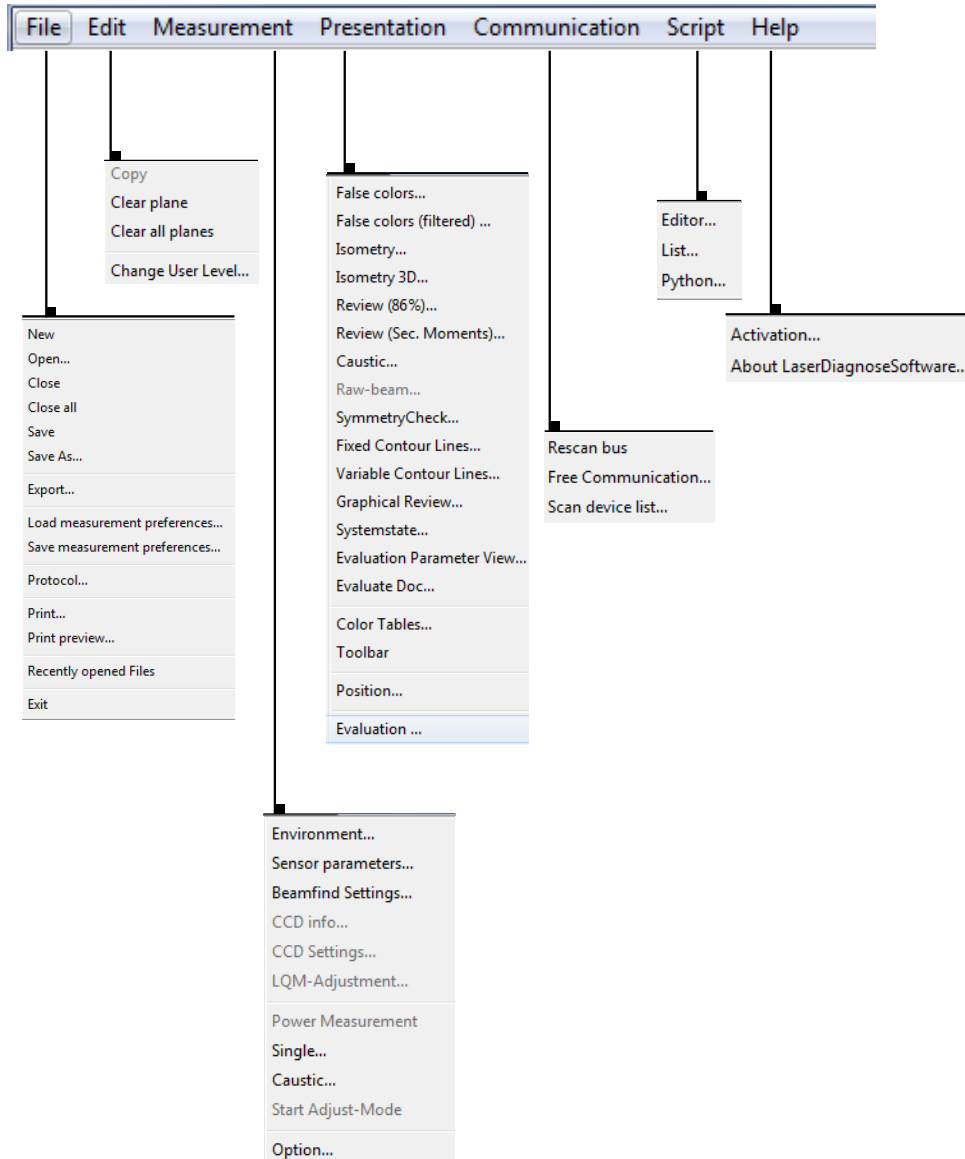 File Edit Measurement Presentation Communication Script Help
Copy
Clear plane
Clear all planes
Change User Level...
New
Open...
Close
Close all
Save
Save As...
Export...
Load measurement preferences...
Save measurement preferences...
Protocol...
Print...
Print preview...
Recently opened Files
Exit
False colors...
False colors (filtered) ...
Isometry...
Isometry 3D...
Review (86%)...
Review (Sec. Moments)...
Caustic...
Raw-beam...
SymmetryCheck...
Fixed Contour Lines...
Variable Contour Lines...
Graphical Review...
Systemstate...
Evaluation Parameter View...
Evaluate Doc...
Color Tables...
Toolbar
Position...
Evaluation ...
Editor...
List...
Python...
Activation...
About LaserDiagnoseSoftware..
Rescan bus
Free Communication...
Scan device list...
Environment...
Sensor parameters...
Beamfind Settings...
CCD info...
CCD Settings...
LQM-Adjustment...
Power Measurement
Single...
Caustic...
Start Adjust-Mode
Option...